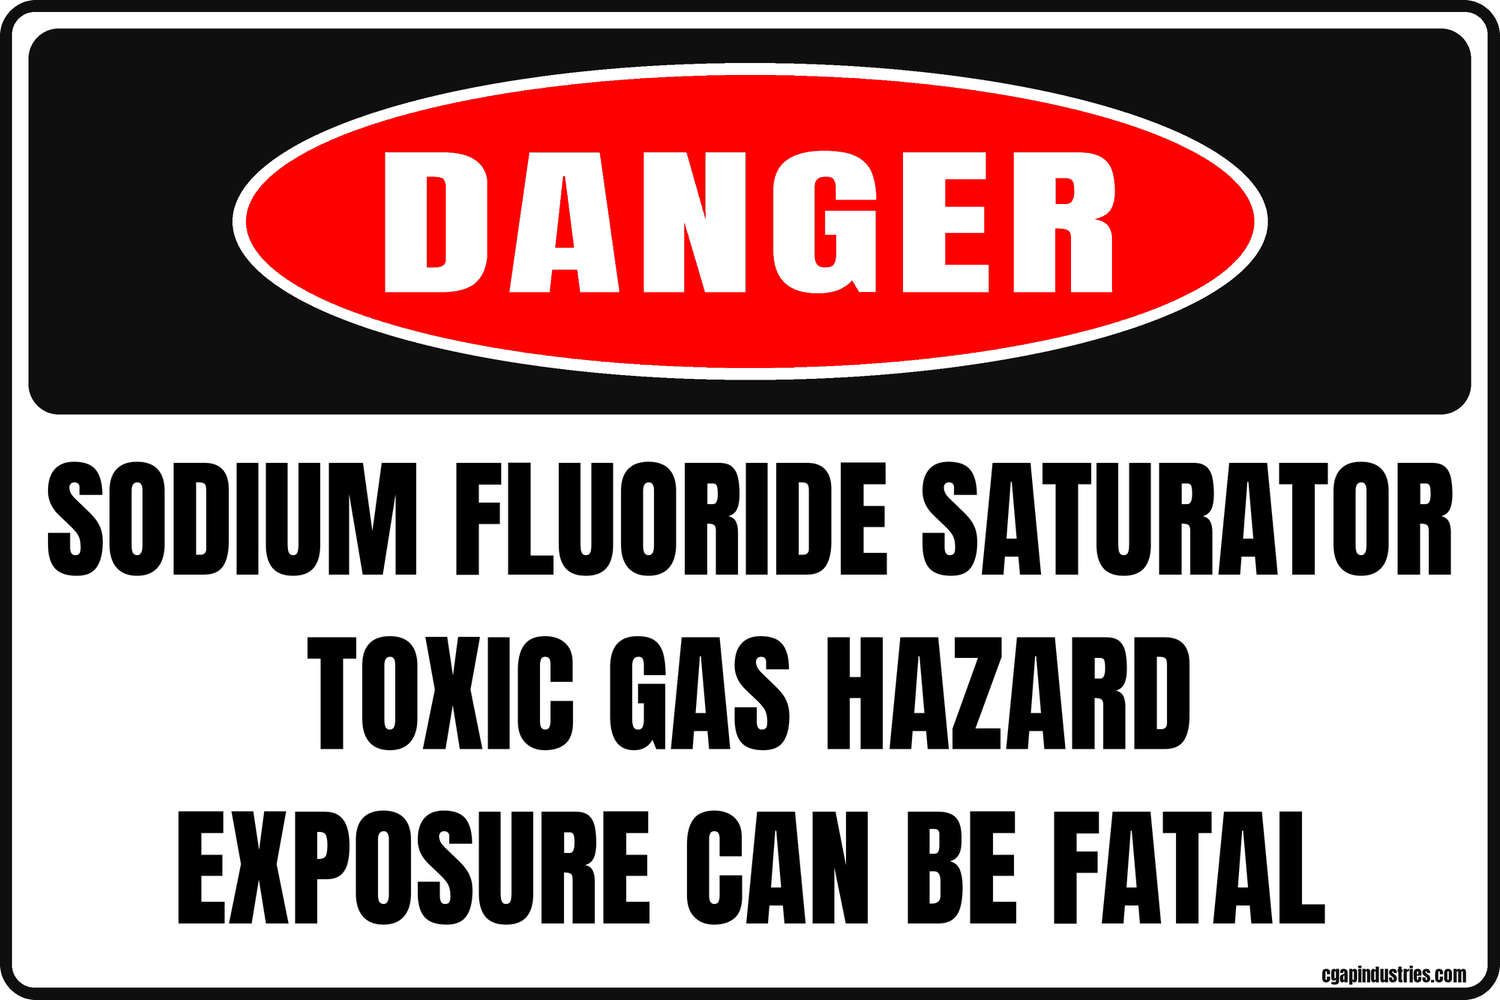 DANGER
SODIUM FLUORIDE SATURATOR
TOXIC GAS HAZARD
EXPOSURE CAN BE FATAL
cgapindustries.com